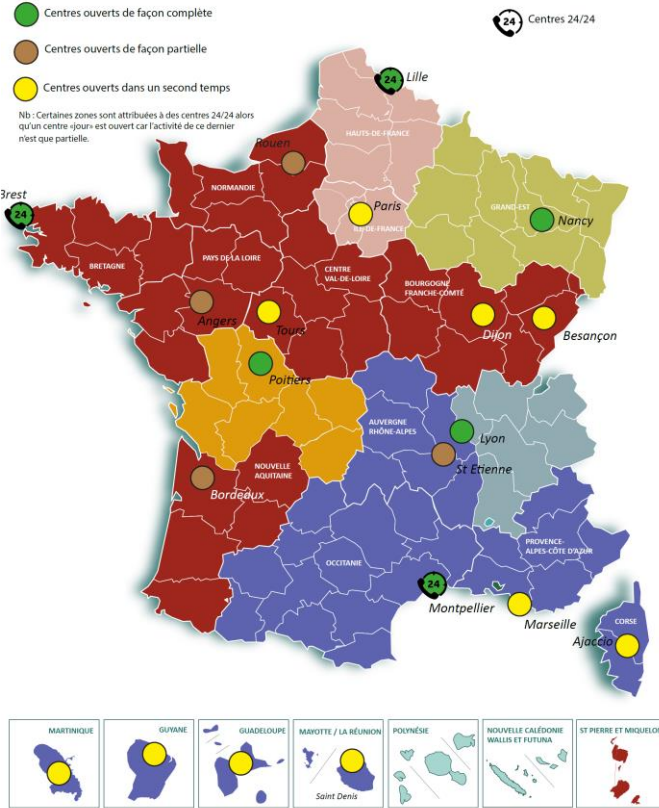 Centres ouverts de façon complète
24
Centres 24/24
Centres ouverts de façon partielle
Centres ouverts dans un second temps
Nb : Certaines zones sont attribuées à des centres 24/24 alors
qu'un centre «jour» est ouvert car l'activité de ce dernier
n'est que partielle.
24
Lille
HAUTS-DE-FRANCE
Rouen
NORMANDIE
Brest
24
Paris
ILE-DE-FRANCE
GRAND-EST
Nancy
BRETAGNE
PAYS DE LA LOIRE
CENTRE
VAL-DE-LOIRE
BOURGOGNE
FRANCHE-COMTÉ
Angers
Tours
Dijon
Besançon
Poitiers
AUVERGNE
RHÔNE-ALPES
Lyon
St Etienne
NOUVELLE
AQUITAINE
Bordeaux
PROVENCE-
ALPES-CÔTE D'AZUR
OCCITANIE
24
Montpellier
Marseille
CORSE
Ajaccio
MARTINIQUE
GUYANE
GUADELOUPE
MAYOTTE / LA RÉUNION
Saint Denis
POLYNÉSIE
NOUVELLE CALÉDONIE
WALLIS ET FUTUNA
ST PIERRE ET MIQUELON